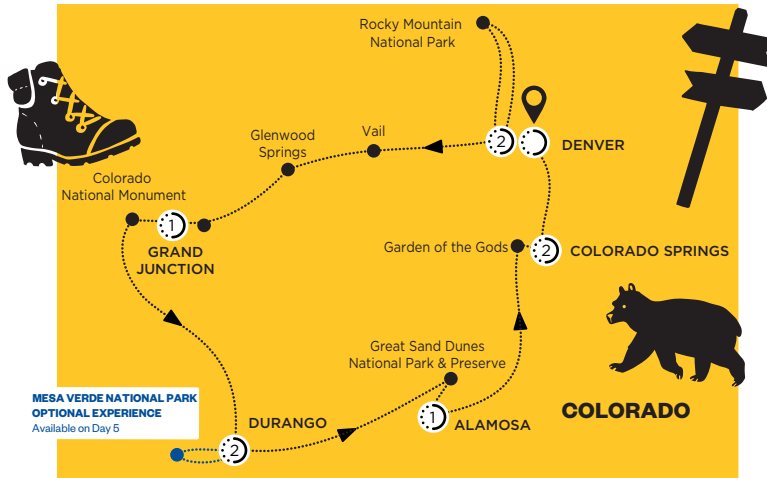 Rocky Mountain
National Park
2
DENVER
Vail
Glenwood
Springs
Colorado
National Monument
1
GRAND
JUNCTION
Garden of the Gods
2
COLORADO SPRINGS
Great Sand Dunes
National Park & Preserve
MESA VERDE NATIONAL PARK
OPTIONAL EXPERIENCE
Available on Day 5
DURANGO
2
1
ALAMOSA
COLORADO